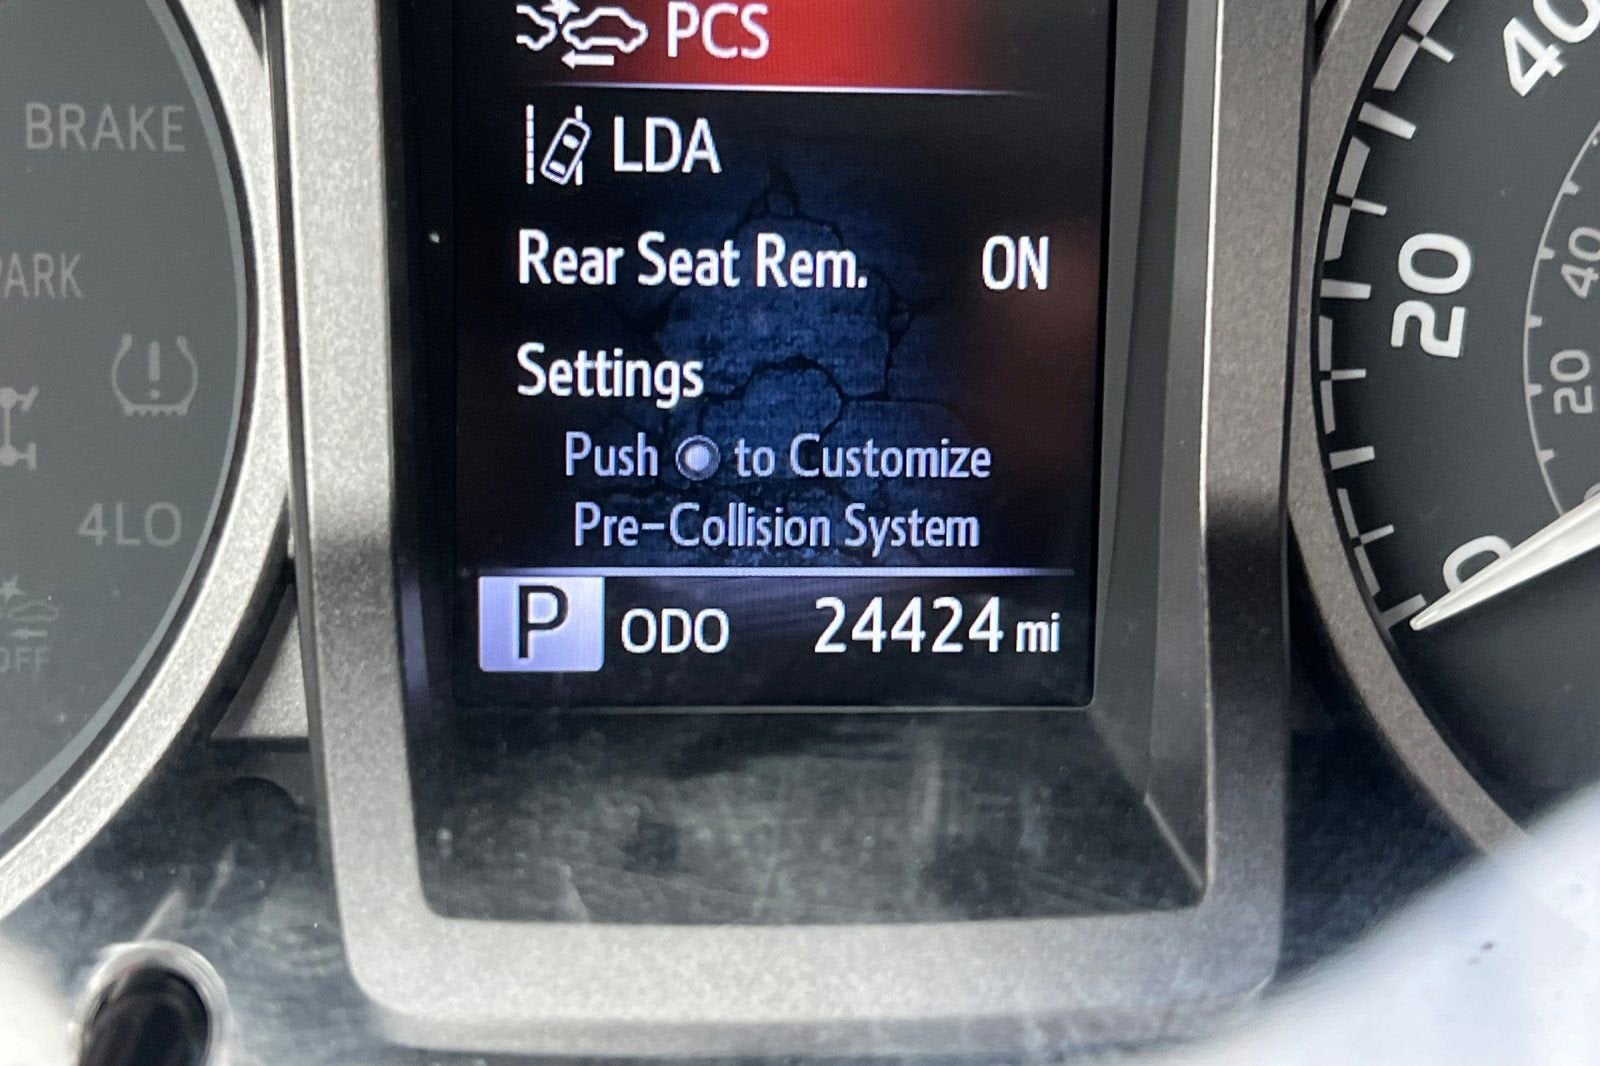 PCS
LDA
Rear Seat Rem. ON
Settings
Push to Customize
Pre-Collision System
P ODO 24424 mi
BRAKE
PARK
4LO
OFF
40
20
0
40
20